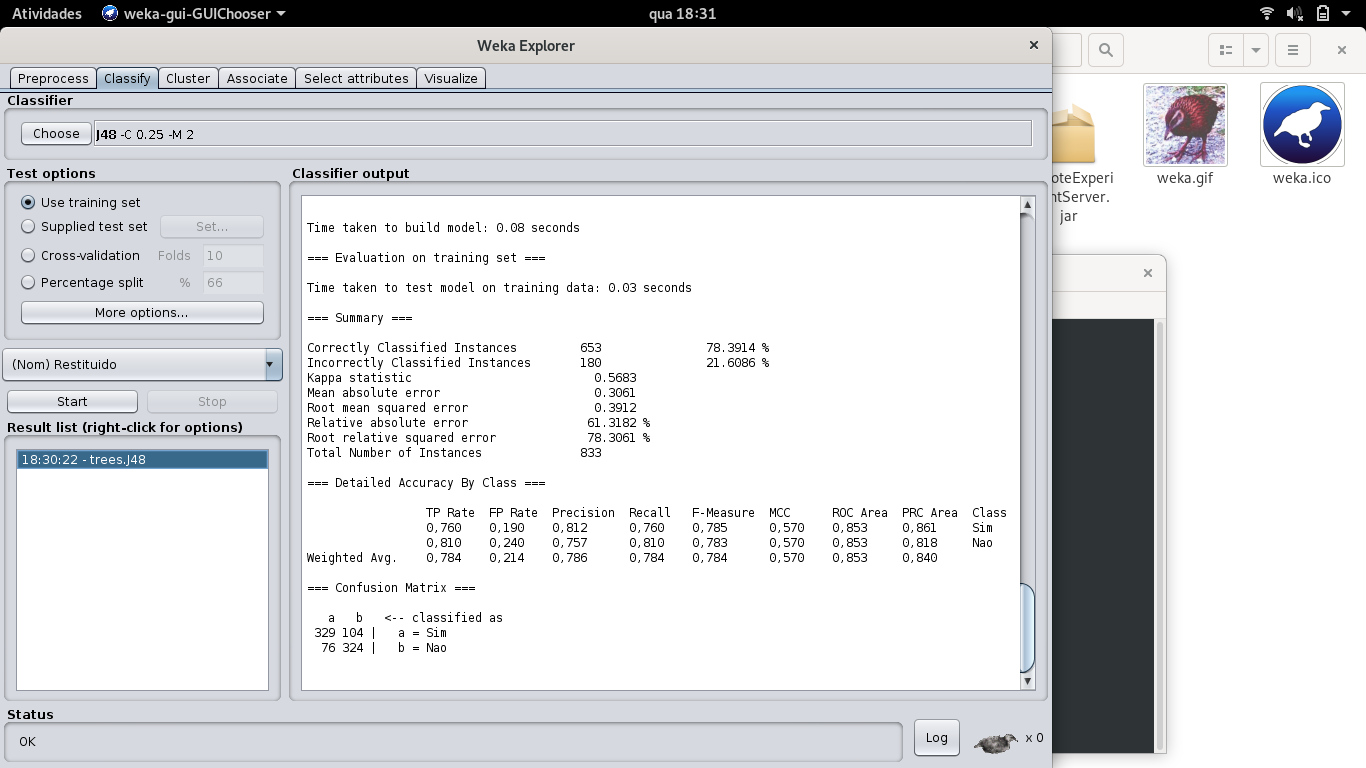 Atividades weka-gui-GUIChooser qua 18:31
Weka Explorer
Preprocess Classify Cluster Associate Select attributes Visualize
Classifier
Choose J48 -C 0.25 -M 2
Test options
Use training set
Supplied test set Set...
Cross-validation Folds 10
Percentage split % 66
More options...
(Nom) Restituido
Start Stop
Result list (right-click for options)
18:30:22 - trees.J48
Classifier output
Time taken to build model: 0.08 seconds
=== Evaluation on training set ===
Time taken to test model on training data: 0.03 seconds
=== Summary ===
Correctly Classified Instances 653 78.3914 %
Incorrectly Classified Instances 180 21.6086 %
Kappa statistic 0.5683
Mean absolute error 0.3061
Root mean squared error 0.3912
Relative absolute error 61.3182 %
Root relative squared error 78.3061 %
Total Number of Instances 833
=== Detailed Accuracy By Class ===
TP Rate FP Rate Precision Recall F-Measure MCC ROC Area PRC Area Class
0,760 0,190 0,812 0,760 0,785 0,570 0,853 0,861 Sim
0,810 0,240 0,757 0,810 0,783 0,570 0,853 0,818 Nao
Weighted Avg. 0,784 0,214 0,786 0,784 0,784 0,570 0,853 0,840
=== Confusion Matrix ===
a b <-- classified as
329 104 | a = Sim
76 324 | b = Nao
Status
OK
Log x 0
oteExperi
ntServer.
jar
weka.gif
weka.ico